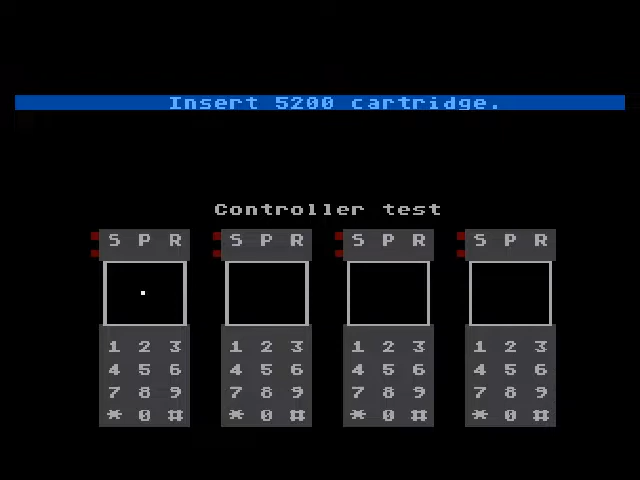 Insert 5200 cartridge.
Controller test
S P R S P R S P R S P R
1 2 3 1 2 3 1 2 3 1 2 3
4 5 6 4 5 6 4 5 6 4 5 6
7 8 9 7 8 9 7 8 9 7 8 9
* 0 # * 0 # * 0 # * 0 #